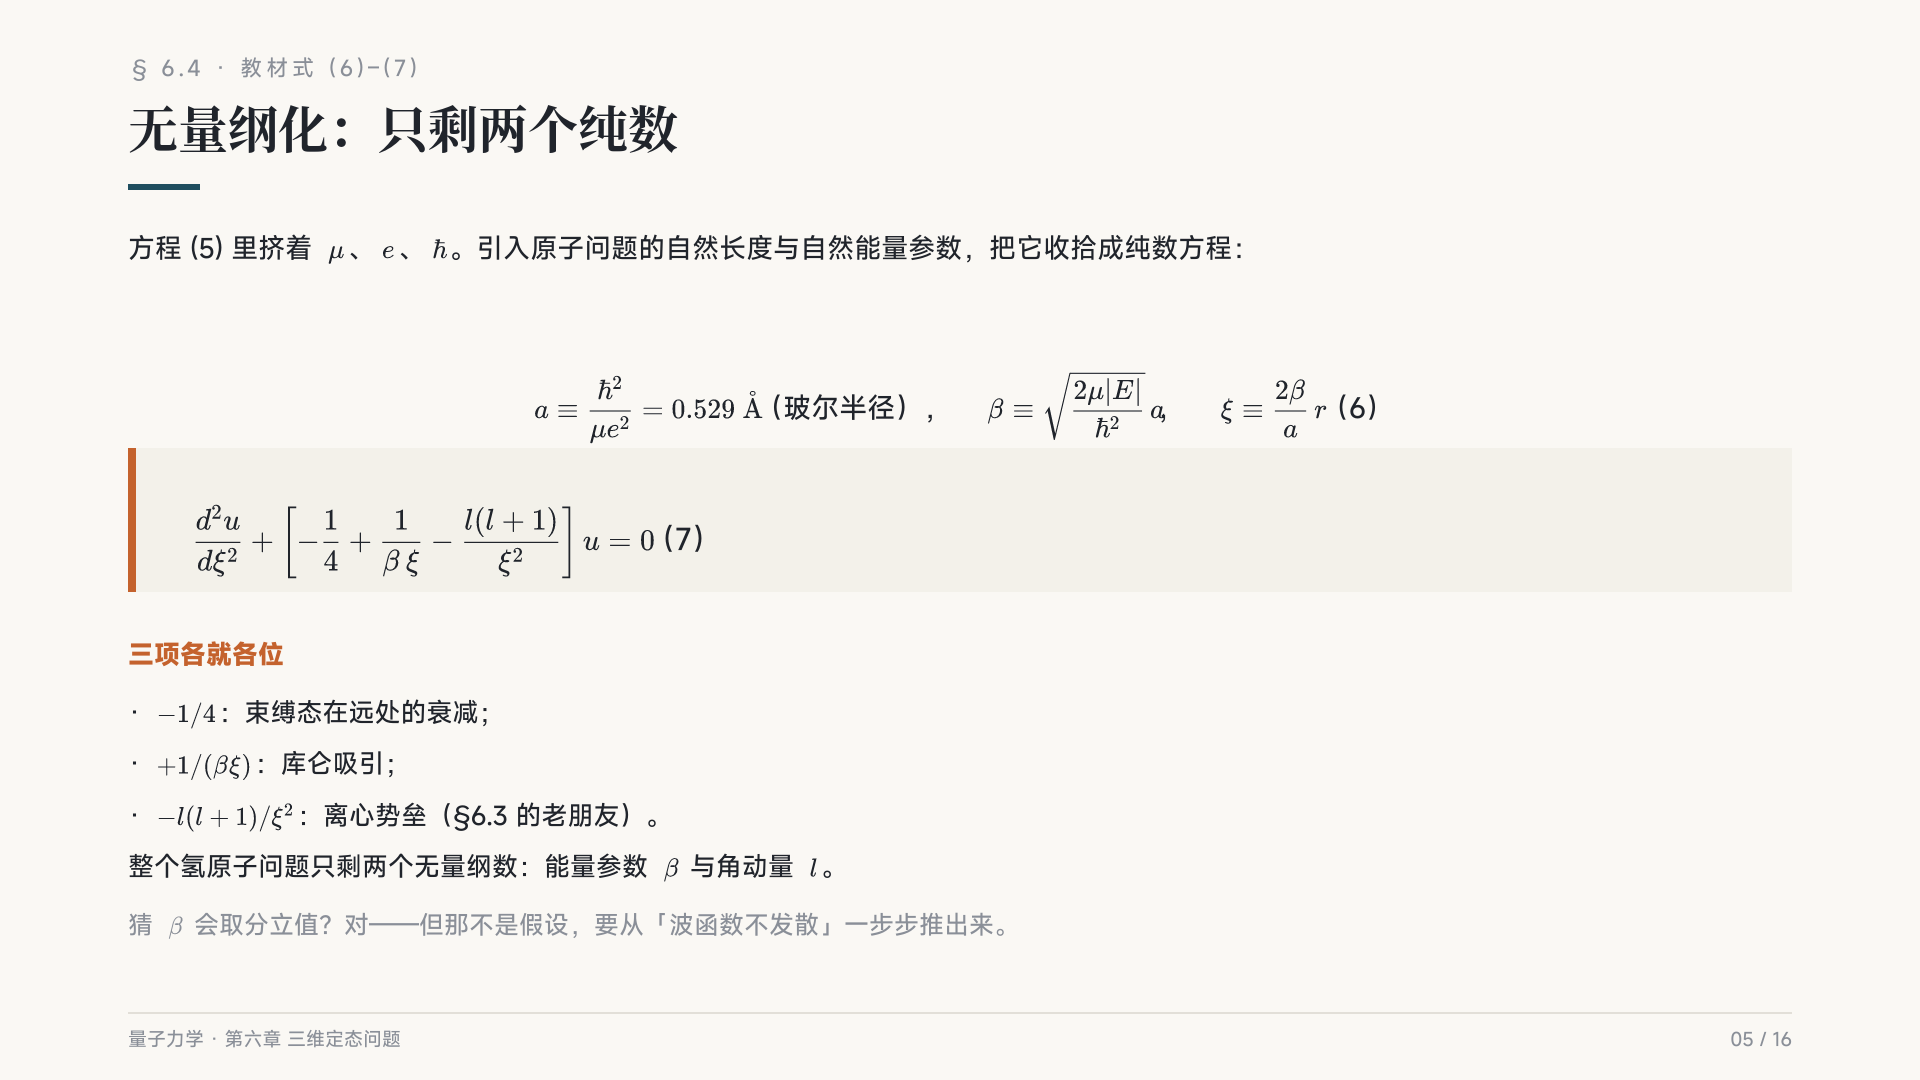 § 6.4 · 教材式 (6)–(7)
无量纲化：只剩两个纯数
方程 (5) 里挤着 μ、 e、 ħ。引入原子问题的自然长度与自然能量参数，把它收拾成纯数方程：
a ≡ ħ²/(μe²) = 0.529 Å (玻尔半径) ， β ≡ √(2μ|E|/ħ²) a, ξ ≡ (2β/a) r (6)
d²u/dξ² + [−1/4 + 1/(β ξ) − l(l + 1)/ξ²] u = 0 (7)
三项各就各位
· −1/4：束缚态在远处的衰减；
· +1/(βξ)：库仑吸引；
· −l(l + 1)/ξ²：离心势垒（§6.3 的老朋友）。
整个氢原子问题只剩两个无量纲数：能量参数 β 与角动量 l。
猜 β 会取分立值？对——但那不是假设，要从「波函数不发散」一步步推出来。
量子力学 · 第六章 三维定态问题
05 / 16